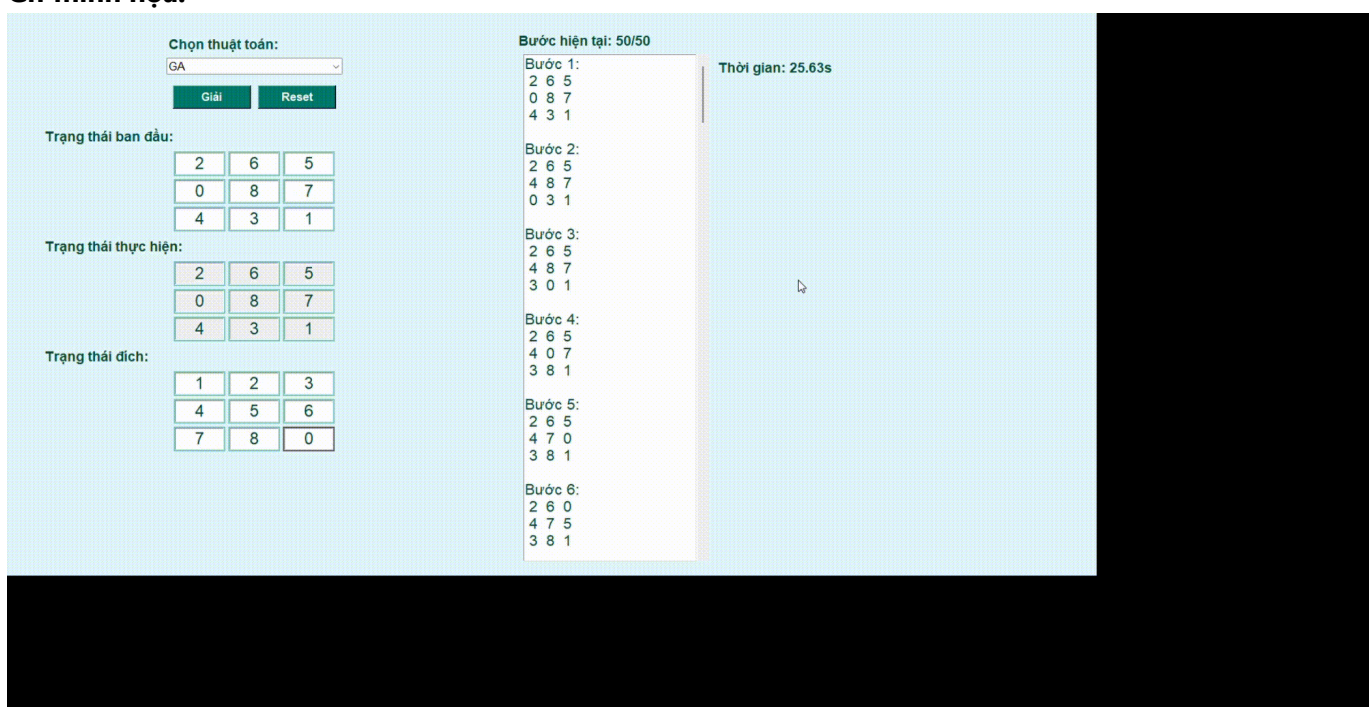 Chọn thuật toán:
GA
Giải
Reset
Trạng thái ban đầu:
2 6 5
0 8 7
4 3 1
Trạng thái thực hiện:
2 6 5
0 8 7
4 3 1
Trạng thái đích:
1 2 3
4 5 6
7 8 0
Bước hiện tại: 50/50
Bước 1:
2 6 5
0 8 7
4 3 1
Bước 2:
2 6 5
4 8 7
0 3 1
Bước 3:
2 6 5
4 8 7
3 0 1
Bước 4:
2 6 5
4 0 7
3 8 1
Bước 5:
2 6 5
4 7 0
3 8 1
Bước 6:
2 6 0
4 7 5
3 8 1
Thời gian: 25.63s